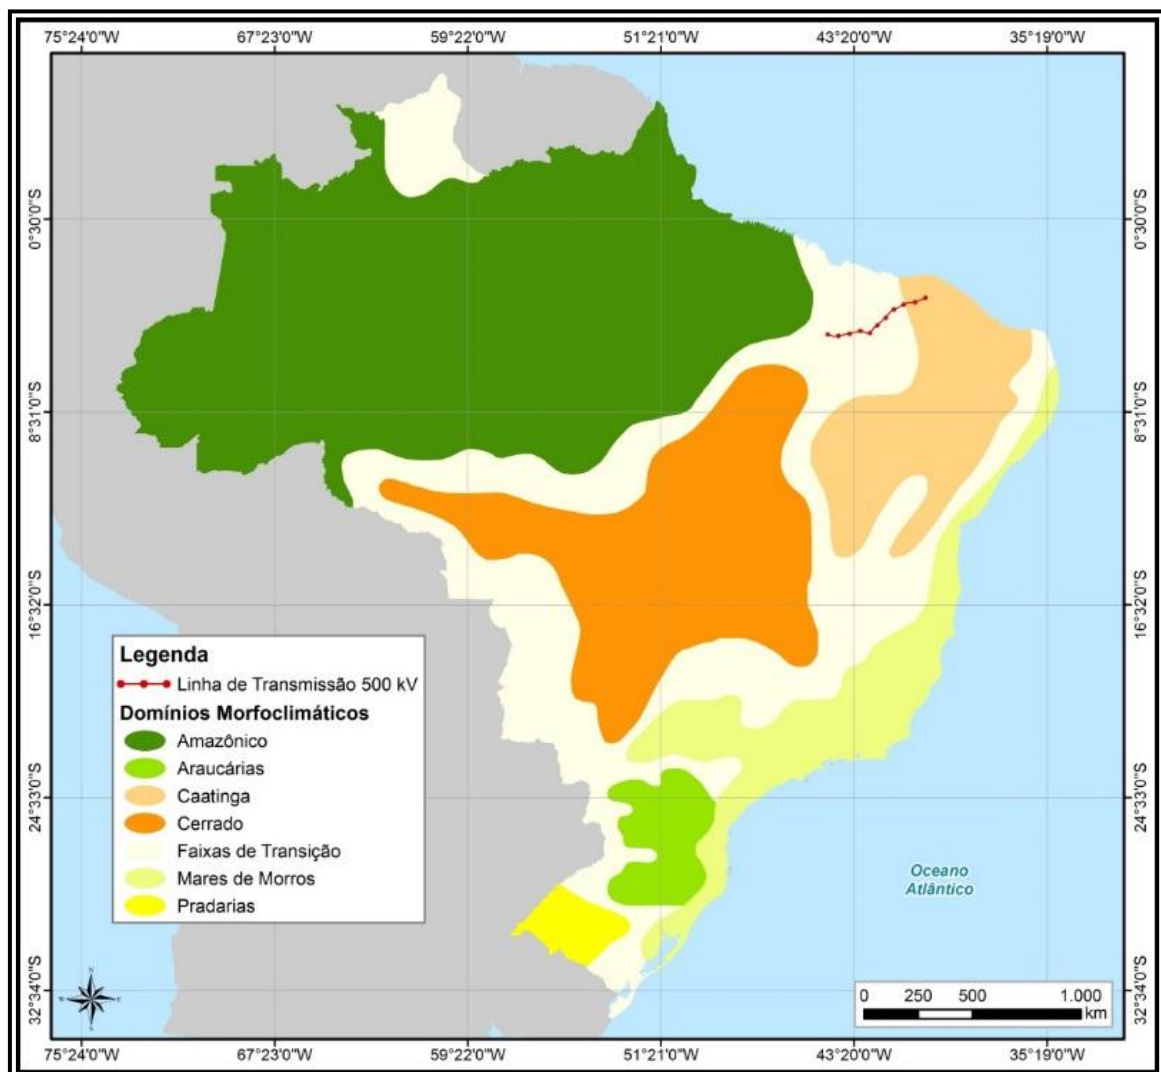 75°24'0"W 67°23'0"W 59°22'0"W 51°21'0"W 43°20'0"W 35°19'0"W
0°30'0"S 0°30'0"S
8°31'0"S 8°31'0"S
16°32'0"S 16°32'0"S
Legenda
Linha de Transmissão 500 kV
Domínios Morfoclimáticos
Amazônico
Araucárias
Caatinga
Cerrado
Faixas de Transição
Mares de Morros
Pradarias
24°33'0"S 24°33'0"S
Oceano
Atlântico
N
0 250 500 1.000
km
32°34'0"S 32°34'0"S
75°24'0"W 67°23'0"W 59°22'0"W 51°21'0"W 43°20'0"W 35°19'0"W